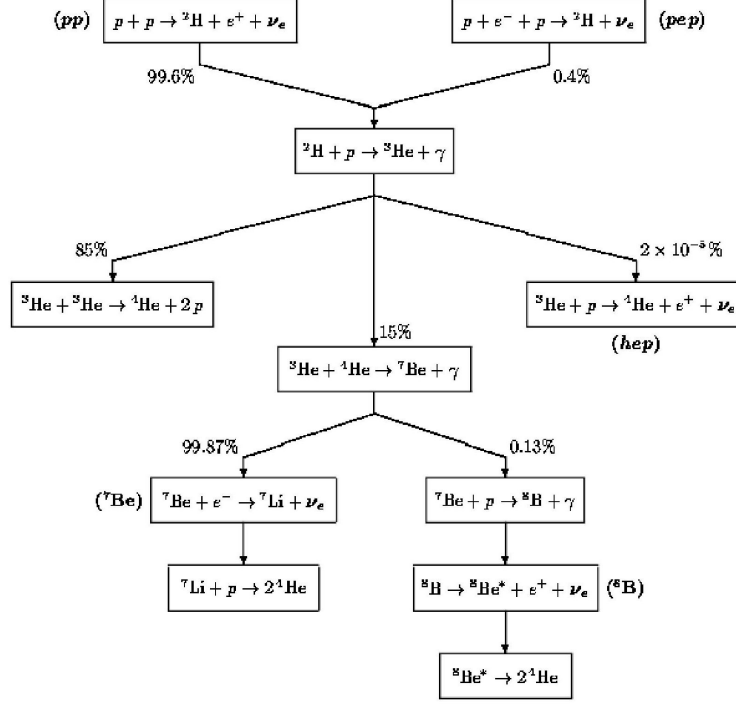 (pp) p + p → ²H + e⁺ + νₑ p + e⁻ + p → ²H + νₑ (pep)
99.6% 0.4%
²H + p → ³He + γ
85% 2 × 10⁻⁵%
³He + ³He → ⁴He + 2 p ³He + p → ⁴He + e⁺ + νₑ
(hep)
15%
³He + ⁴He → ⁷Be + γ
99.87% 0.13%
(⁷Be) ⁷Be + e⁻ → ⁷Li + νₑ ⁷Be + p → ⁸B + γ
⁷Li + p → 2 ⁴He ⁸B → ⁸Be* + e⁺ + νₑ (⁸B)
⁸Be* → 2 ⁴He